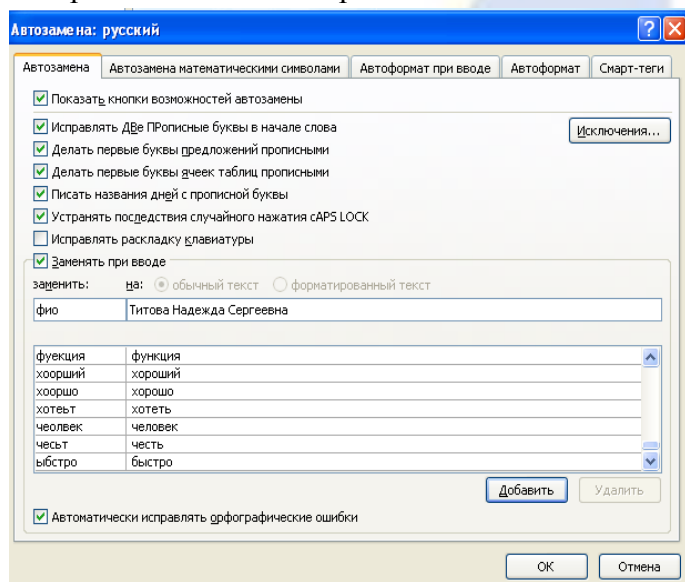 Автозамена: русский
Автозамена Автозамена математическими символами Автоформат при вводе Автоформат Смарт-теги
Показать кнопки возможностей автозамены
Исправлять ДВе ПРописные буквы в начале слова Исключения...
Делать первые буквы предложений прописными
Делать первые буквы ячеек таблиц прописными
Писать названия дней с прописной буквы
Устранять последствия случайного нажатия cAPS LOCK
Исправлять раскладку клавиатуры
Заменять при вводе
заменить: на: обычный текст форматированный текст
фио Титова Надежда Сергеевна
фуекция функция
хоорший хороший
хооршо хорошо
хотеьт хотеть
чеолвек человек
чесьт честь
ыбстро быстро
Добавить Удалить
Автоматически исправлять орфографические ошибки
ОК Отмена